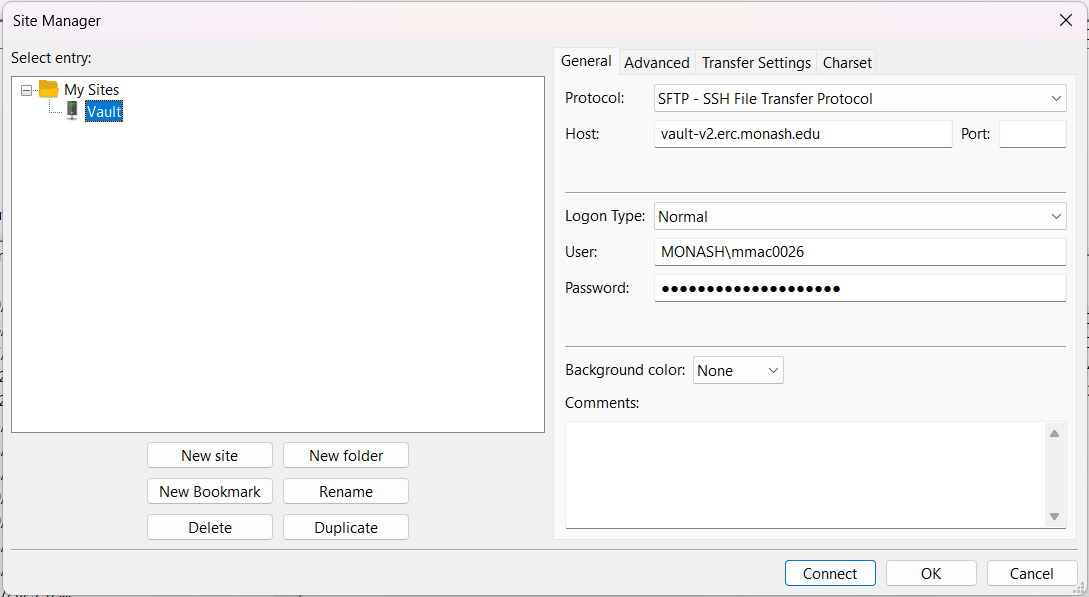 Site Manager
Select entry:
My Sites
Vault
New site
New folder
New Bookmark
Rename
Delete
Duplicate
General
Advanced
Transfer Settings
Charset
Protocol:
SFTP - SSH File Transfer Protocol
Host:
vault-v2.erc.monash.edu
Port:
Logon Type:
Normal
User:
MONASH\mmac0026
Password:
●●●●●●●●●●●●●●●●●●●●
Background color:
None
Comments:
Connect
OK
Cancel